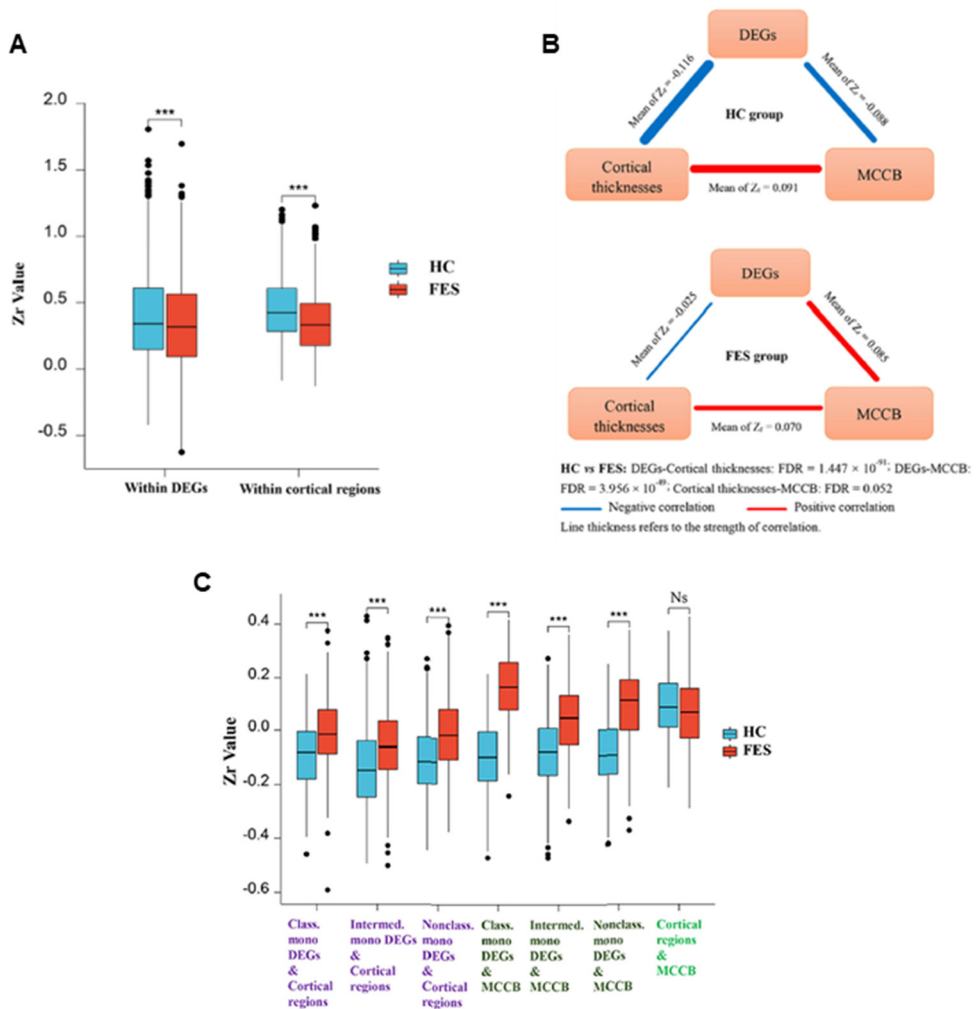 A
Zr Value
2.0
1.5
1.0
0.5
0.0
-0.5
***
***
HC
FES
Within DEGs
Within cortical regions
B
DEGs
Mean of Zr = -0.116
Mean of Zr = -0.088
HC group
Cortical
thicknesses
MCCB
Mean of Zr = 0.091
DEGs
Mean of Zr = -0.025
Mean of Zr = 0.085
FES group
Cortical
thicknesses
MCCB
Mean of Zr = 0.070
HC vs FES: DEGs-Cortical thicknesses: FDR = 1.447 × 10^-91; DEGs-MCCB:
FDR = 3.956 × 10^-49; Cortical thicknesses-MCCB: FDR = 0.052
Negative correlation
Positive correlation
Line thickness refers to the strength of correlation.
C
Zr Value
0.4
0.2
0.0
-0.2
-0.4
-0.6
***
***
***
***
***
***
Ns
HC
FES
Class.
mono
DEGs
&
Cortical
regions
Intermed.
mono DEGs
&
Cortical
regions
Nonclass.
mono
DEGs
&
Cortical
regions
Class.
mono
DEGs
&
MCCB
Intermed.
mono
DEGs
&
MCCB
Nonclass.
mono
DEGs
&
MCCB
Cortical
regions
&
MCCB